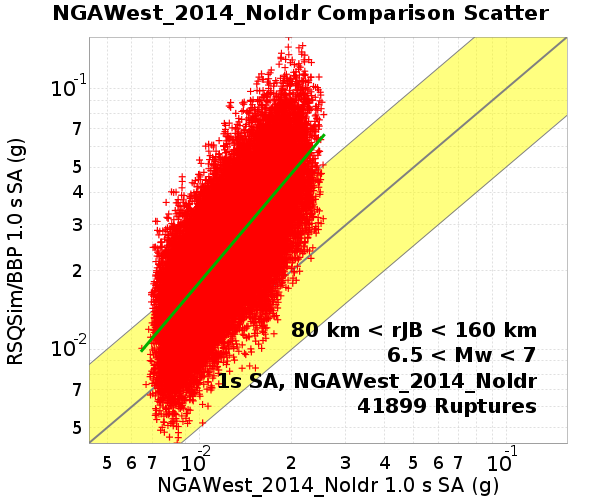 NGAWest_2014_NoIdr Comparison Scatter
RSQSim/BBP 1.0 s SA (g)
10-1
7
5
4
3
2
10-2
7
5
80 km < rJB < 160 km
6.5 < Mw < 7
1s SA, NGAWest_2014_NoIdr
41899 Ruptures
5 6 7 10-2 2 3 4 5 6 7 10-1
NGAWest_2014_NoIdr 1.0 s SA (g)